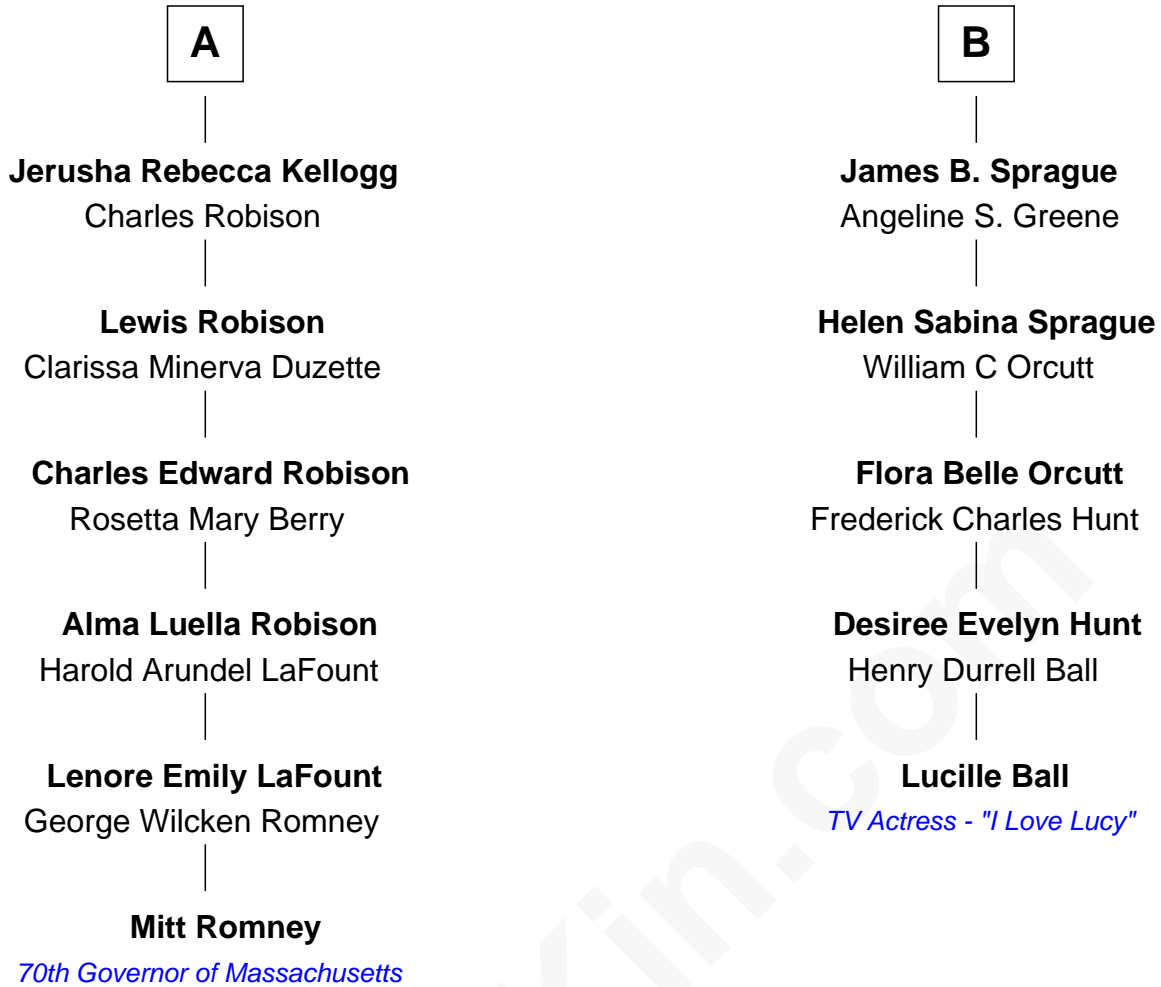 A
Jerusha Rebecca Kellogg
Charles Robison
Lewis Robison
Clarissa Minerva Duzette
Charles Edward Robison
Rosetta Mary Berry
Alma Luella Robison
Harold Arundel LaFount
Lenore Emily LaFount
George Wilcken Romney
Mitt Romney
70th Governor of Massachusetts
B
James B. Sprague
Angeline S. Greene
Helen Sabina Sprague
William C Orcutt
Flora Belle Orcutt
Frederick Charles Hunt
Desiree Evelyn Hunt
Henry Durrell Ball
Lucille Ball
TV Actress - "I Love Lucy"
Kin.com